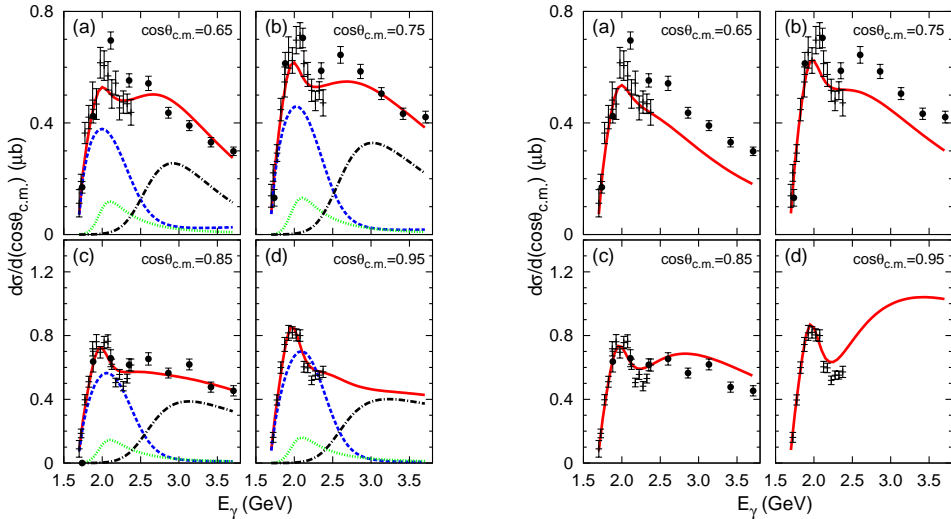 (a) cosθc.m.=0.65
(b) cosθc.m.=0.75
0.8
0.4
0
(c) cosθc.m.=0.85
(d) cosθc.m.=0.95
1.2
0.8
0.4
0
1.5 2.0 2.5 3.0 3.5
1.5 2.0 2.5 3.0 3.5
dσ/d(cosθc.m.) (μb)
Eγ (GeV)
(a) cosθc.m.=0.65
(b) cosθc.m.=0.75
0.8
0.4
0
(c) cosθc.m.=0.85
(d) cosθc.m.=0.95
1.2
0.8
0.4
0
1.5 2.0 2.5 3.0 3.5
1.5 2.0 2.5 3.0 3.5
dσ/d(cosθc.m.) (μb)
Eγ (GeV)